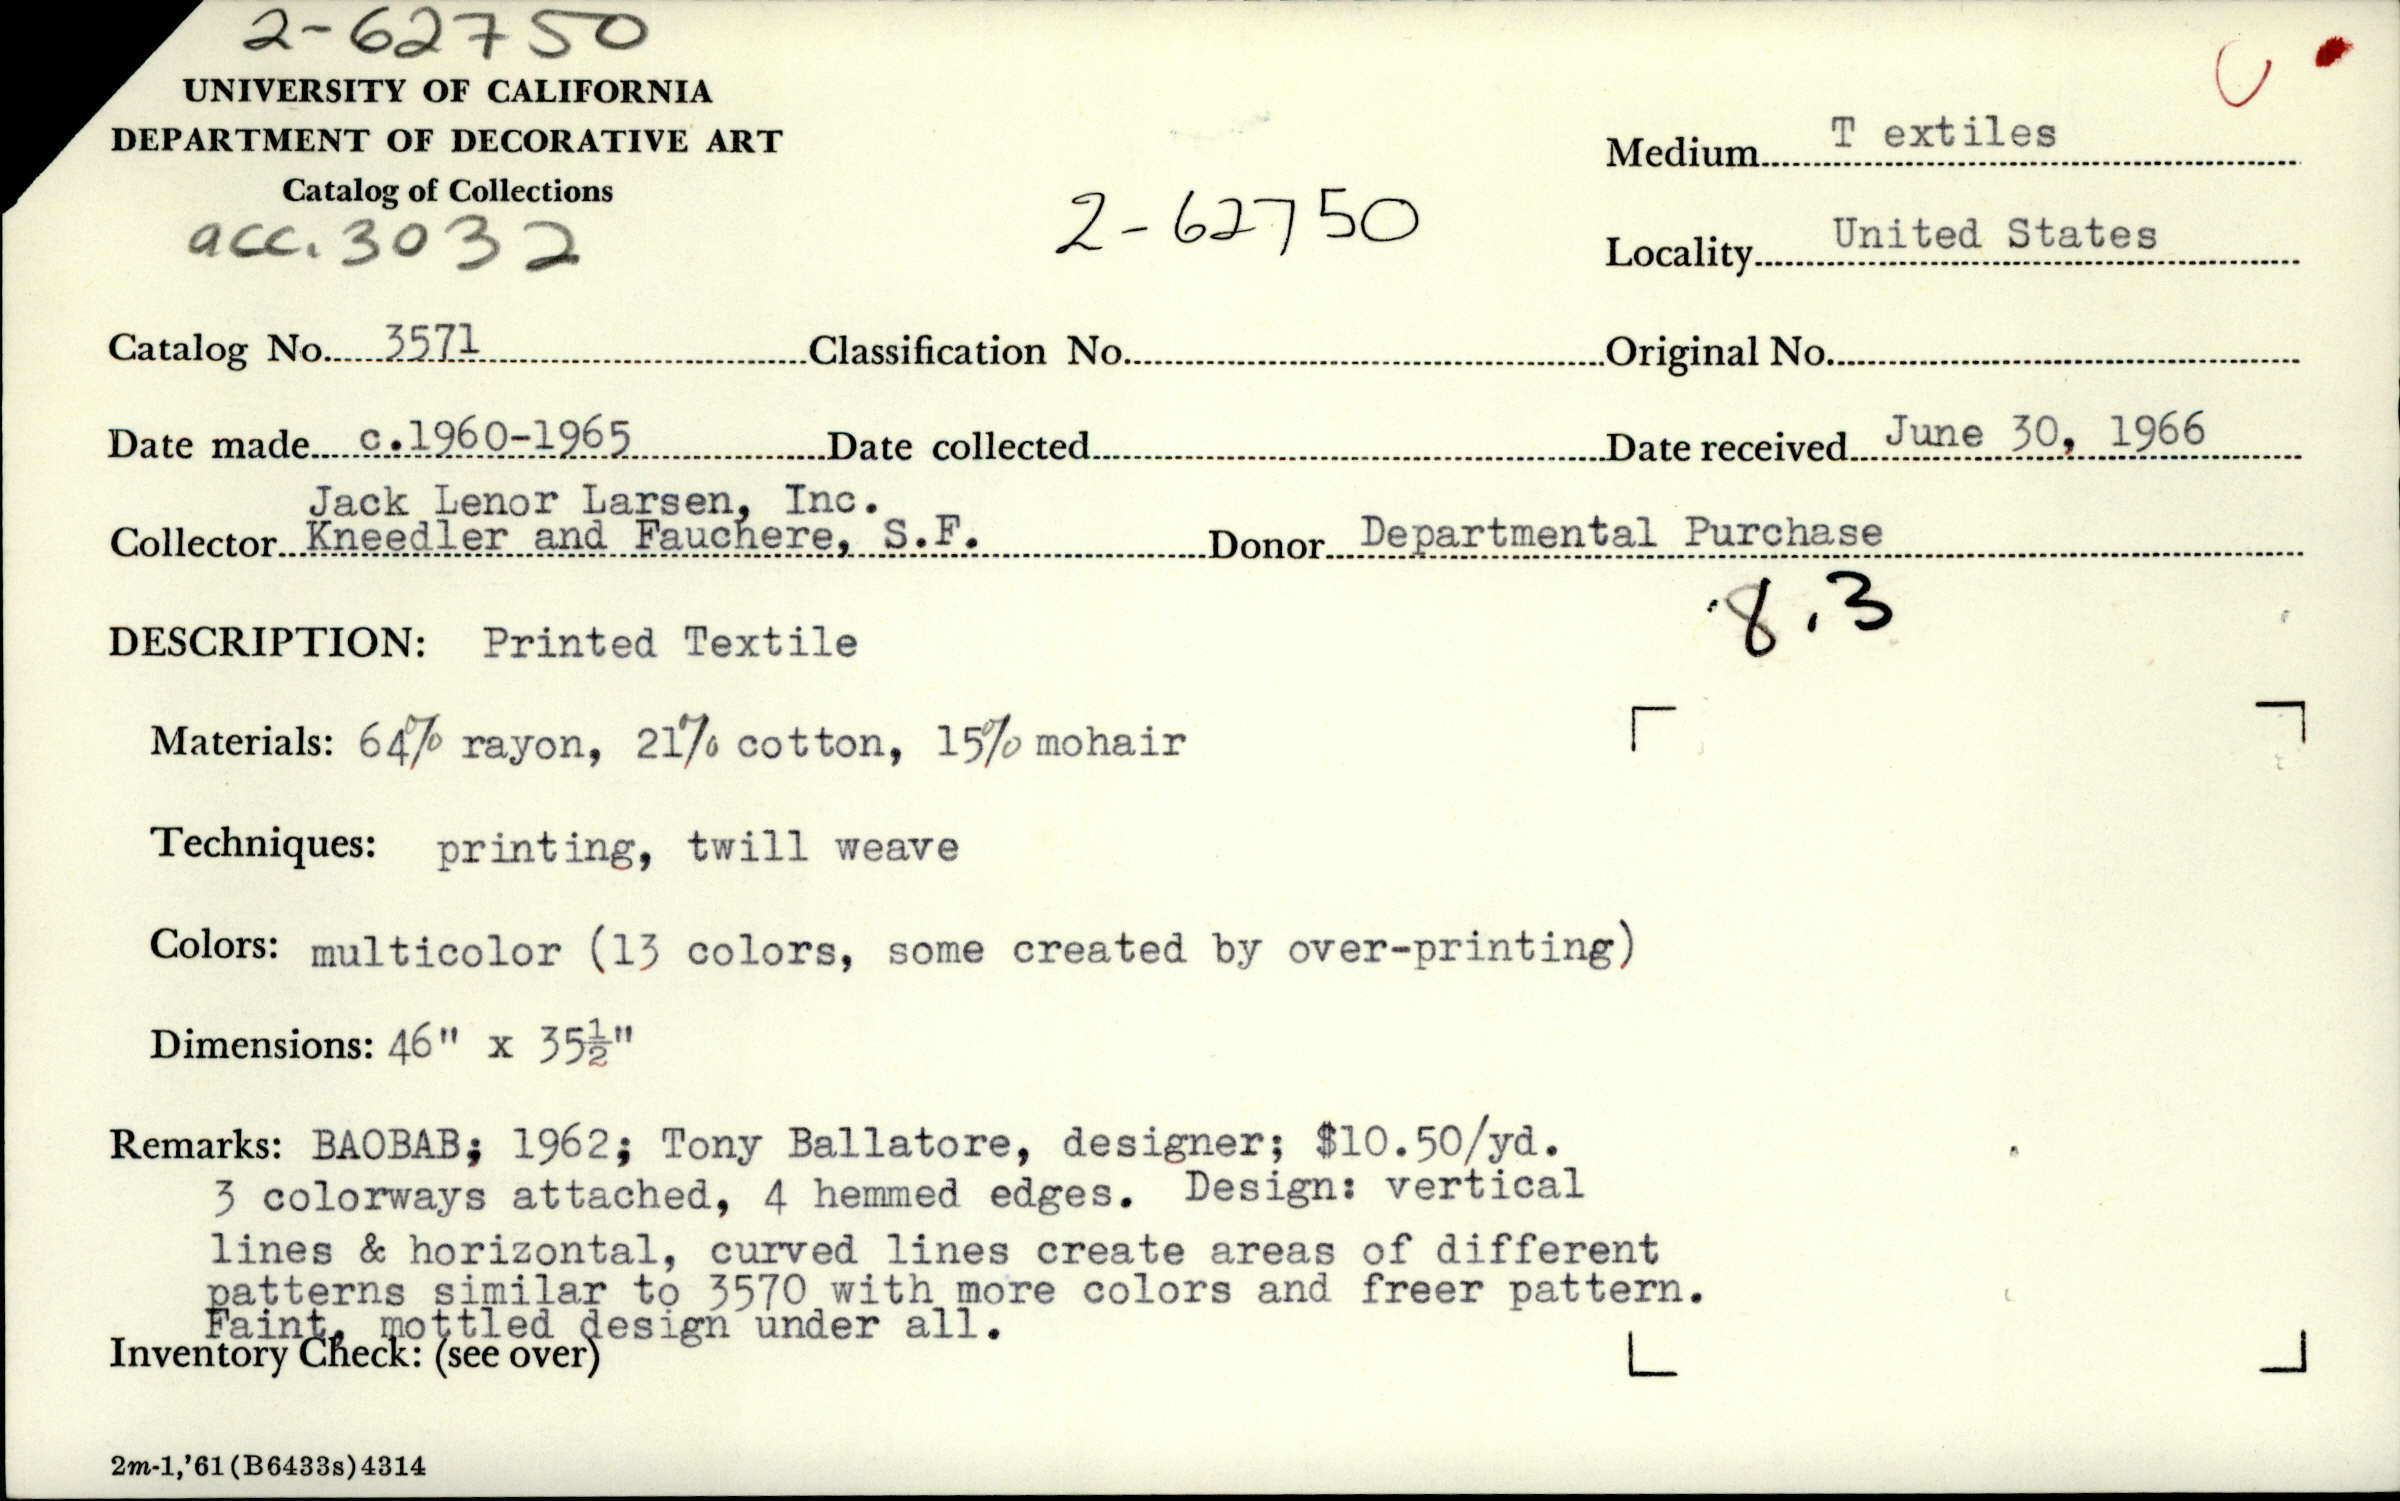 2-62750
UNIVERSITY OF CALIFORNIA
DEPARTMENT OF DECORATIVE ART
Catalog of Collections
acc. 3032
2-62750
Medium T extiles
Locality United States
Catalog No. 3571 Classification No. Original No.
Date made c.1960-1965 Date collected Date received June 30, 1966
Jack Lenor Larsen, Inc.
Collector Kneedler and Fauchere, S.F. Donor Departmental Purchase
8.3
DESCRIPTION: Printed Textile
Materials: 64% rayon, 21% cotton, 15% mohair
Techniques: printing, twill weave
Colors: multicolor (13 colors, some created by over-printing)
Dimensions: 46" x 35½"
Remarks: BAOBAB; 1962; Tony Ballatore, designer; $10.50/yd.
3 colorways attached, 4 hemmed edges. Design: vertical
lines & horizontal, curved lines create areas of different
patterns similar to 3570 with more colors and freer pattern.
Faint, mottled design under all.
Inventory Check: (see over)
2m-1,'61(B6433s)4314